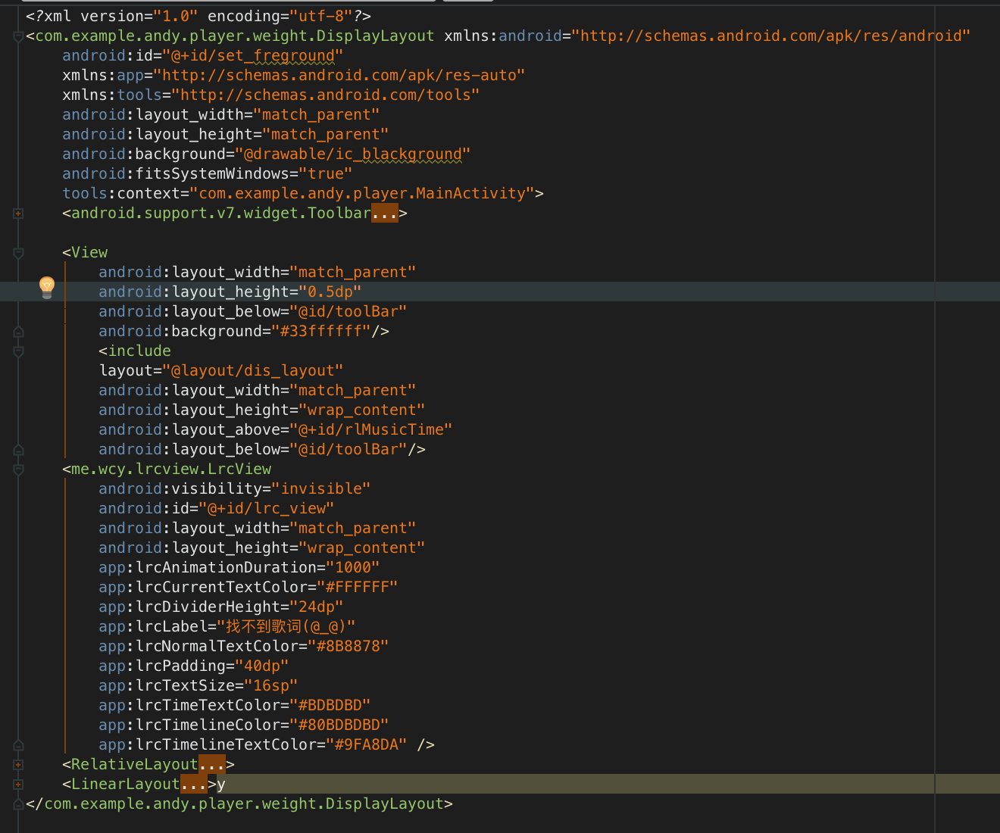 <?xml version="1.0" encoding="utf-8"?>
<com.example.andy.player.weight.DisplayLayout xmlns:android="http://schemas.android.com/apk/res/android"
android:id="@+id/set_freground"
xmlns:app="http://schemas.android.com/apk/res-auto"
xmlns:tools="http://schemas.android.com/tools"
android:layout_width="match_parent"
android:layout_height="match_parent"
android:background="@drawable/ic_blackground"
android:fitsSystemWindows="true"
tools:context="com.example.andy.player.MainActivity">
<android.support.v7.widget.Toolbar...>
<View
android:layout_width="match_parent"
android:layout_height="0.5dp"
android:layout_below="@id/toolBar"
android:background="#33ffffff"/>
<include
layout="@layout/dis_layout"
android:layout_width="match_parent"
android:layout_height="wrap_content"
android:layout_above="@+id/rlMusicTime"
android:layout_below="@id/toolBar"/>
<me.wcy.lrcview.LrcView
android:visibility="invisible"
android:id="@+id/lrc_view"
android:layout_width="match_parent"
android:layout_height="wrap_content"
app:lrcAnimationDuration="1000"
app:lrcCurrentTextColor="#FFFFFF"
app:lrcDividerHeight="24dp"
app:lrcLabel="找不到歌词(@_@)"
app:lrcNormalTextColor="#8B8878"
app:lrcPadding="40dp"
app:lrcTextSize="16sp"
app:lrcTimeTextColor="#BDBDBD"
app:lrcTimelineColor="#80BDBDBD"
app:lrcTimelineTextColor="#9FA8DA" />
<RelativeLayout...>
<LinearLayout...>y
</com.example.andy.player.weight.DisplayLayout>